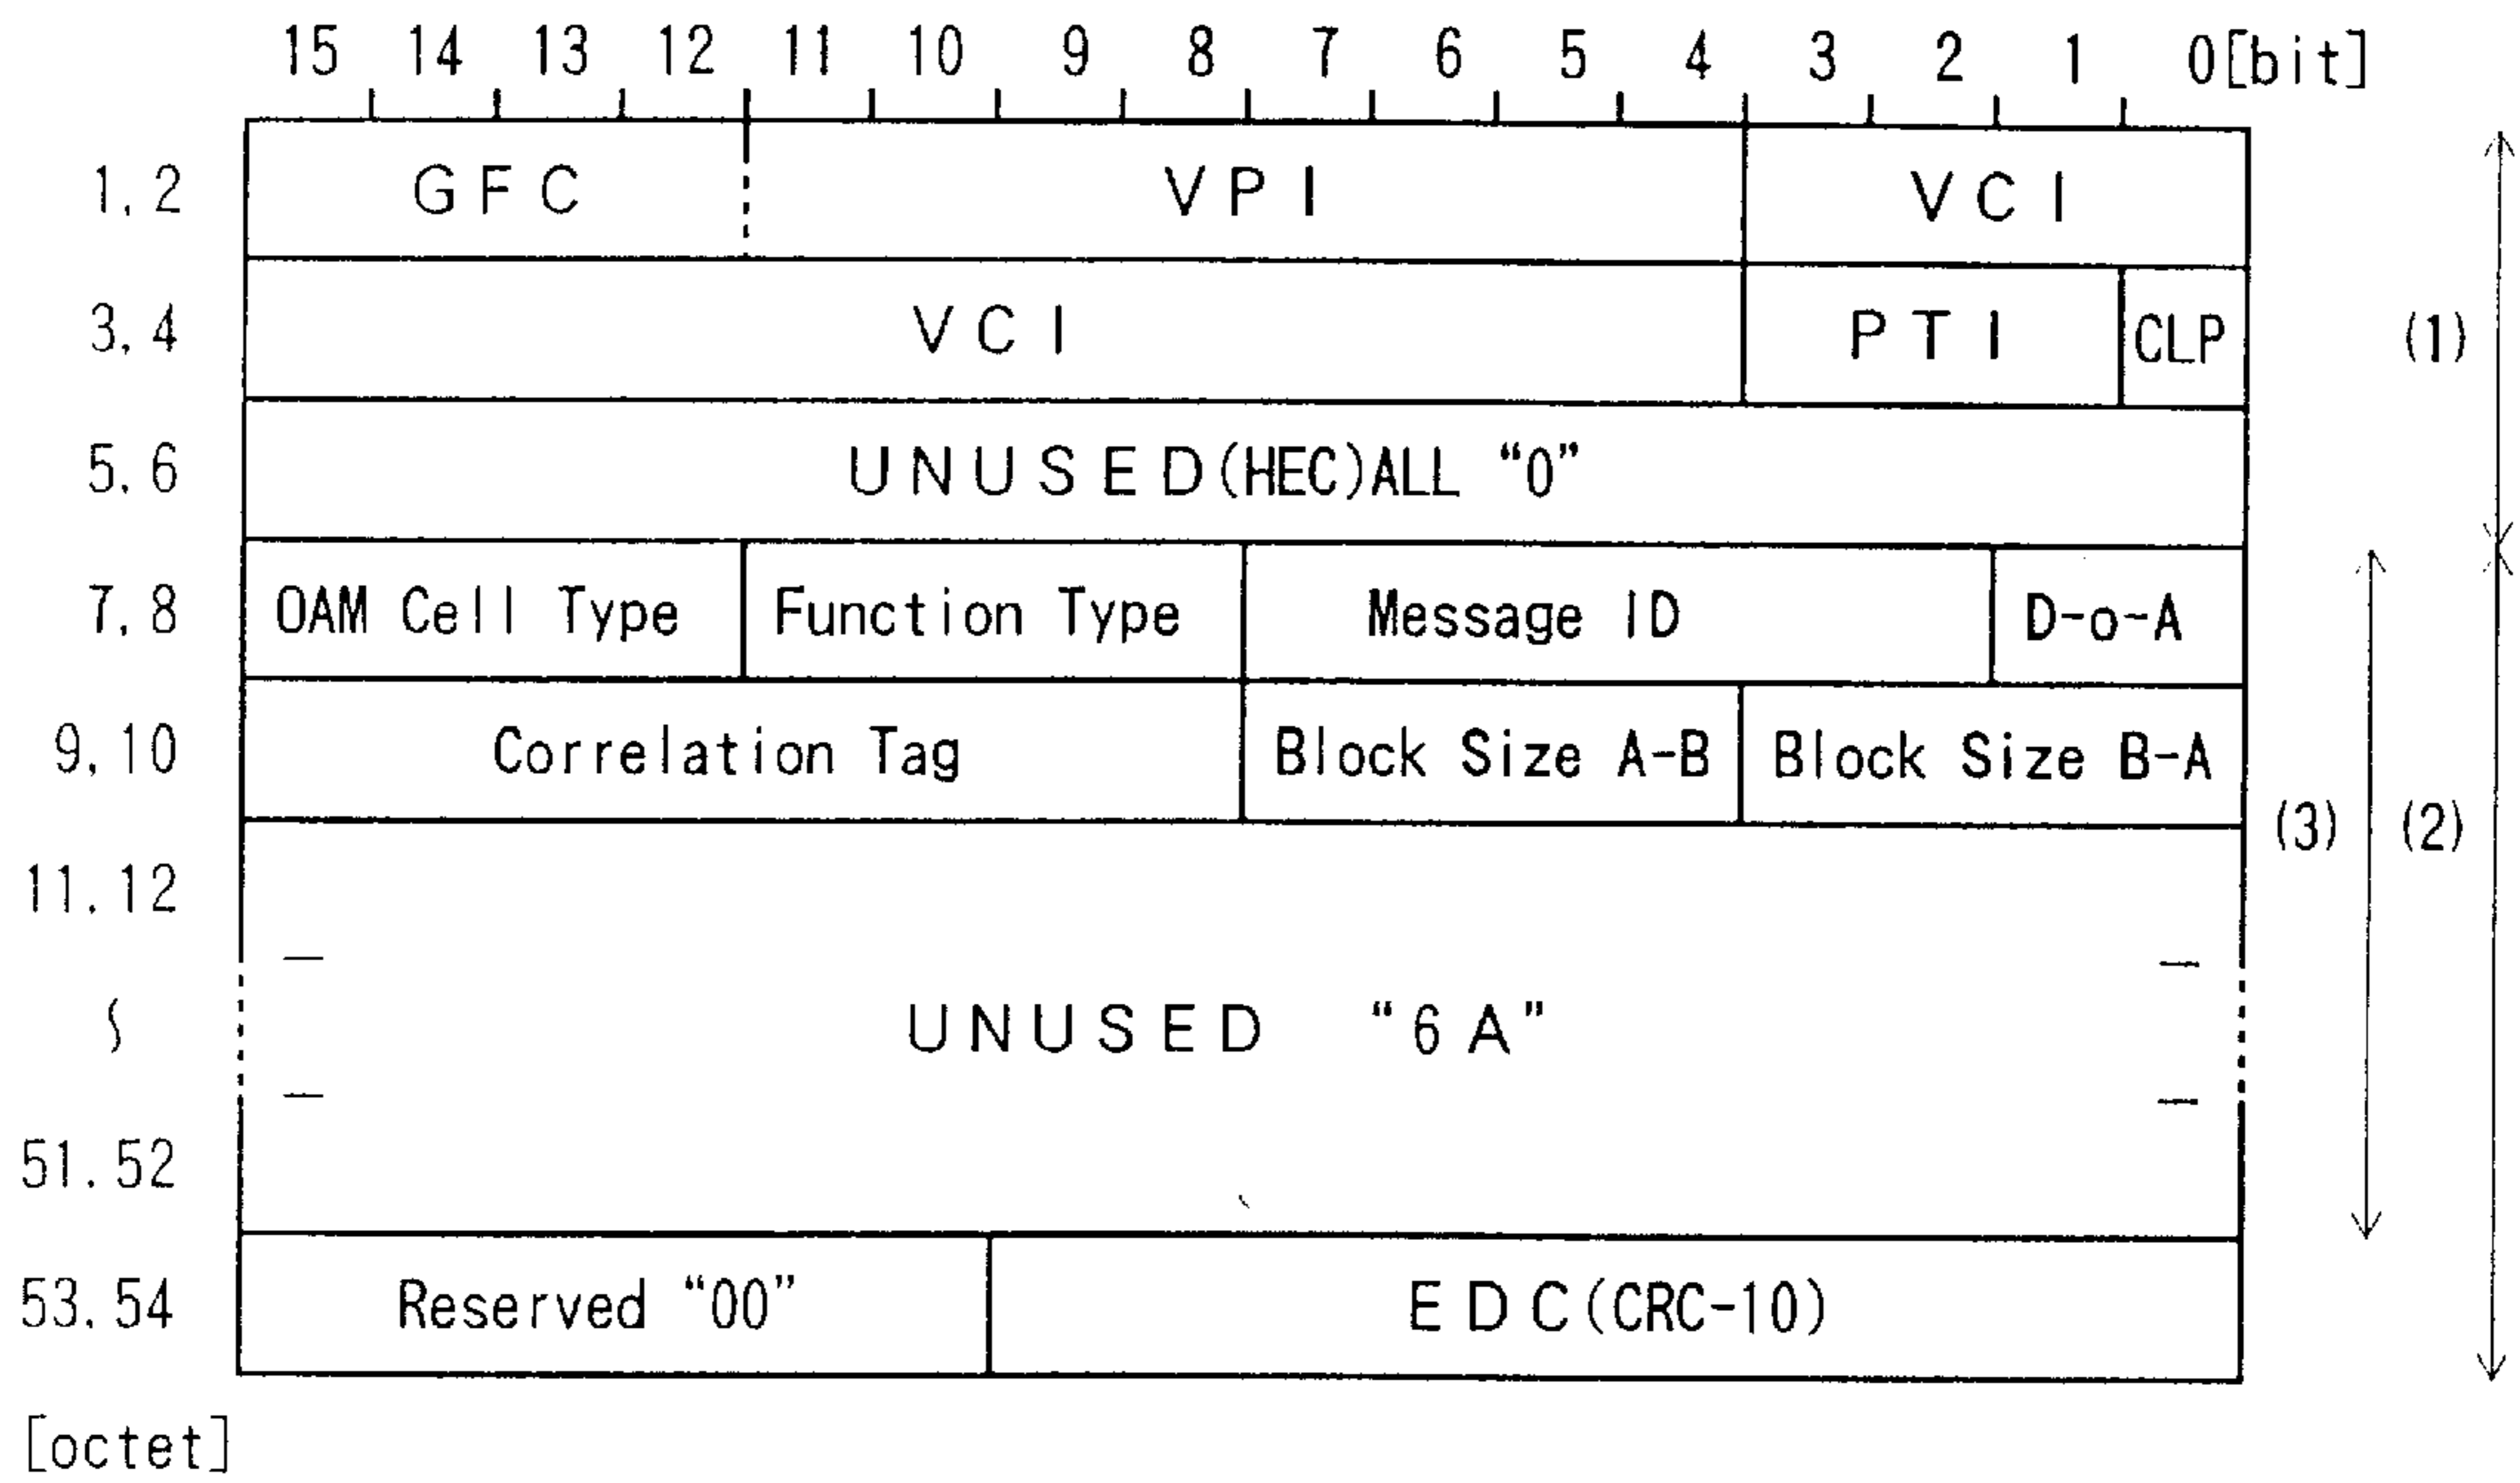 15 14 13 12 11 10 9 8 7 6 5 4 3 2 1 0[bit]
1,2 GFC VPI VCI
3,4 VCI PTI CLP (1)
5,6 UNUSED(HEC)ALL “0”
7,8 OAM Cell Type Function Type Message ID D-o-A
9,10 Correlation Tag Block Size A-B Block Size B-A
(3) (2)
11.12
UNUSED “6A”
51.52
53.54 Reserved “00” EDC(CRC-10)
[octet]